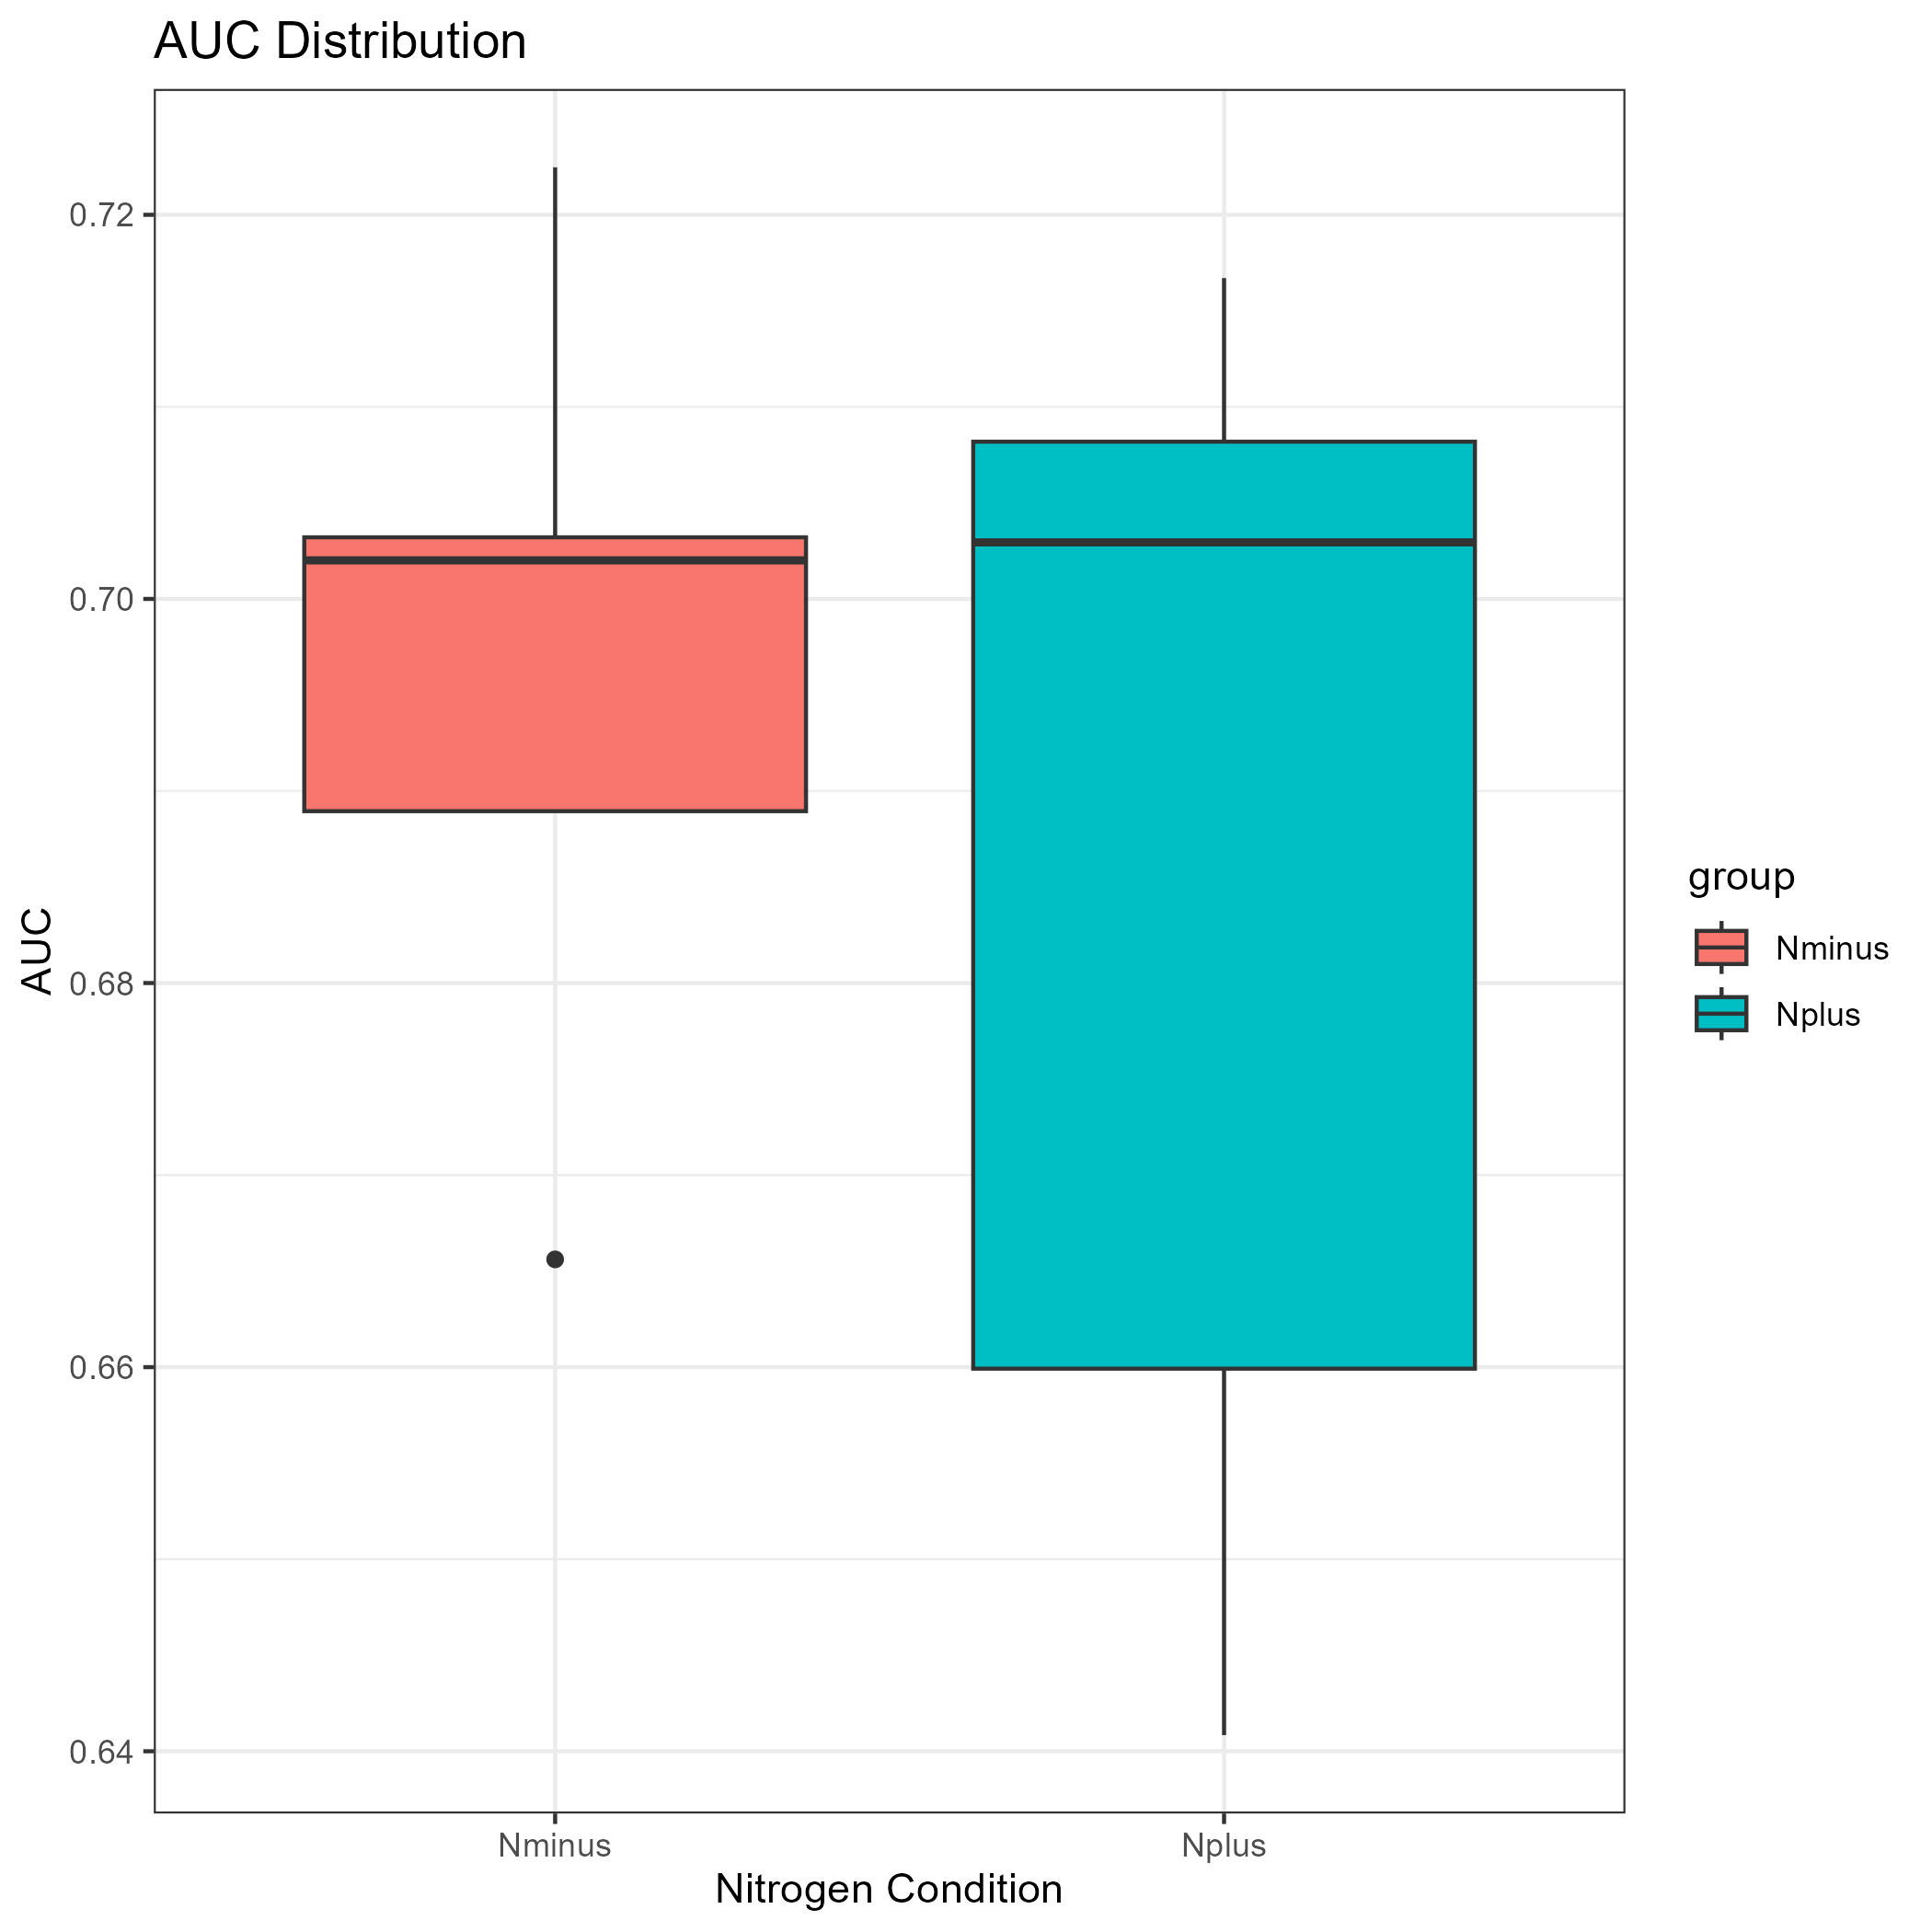 AUC Distribution
0.72
0.70
0.68
0.66
0.64
AUC
Nminus
Nplus
Nitrogen Condition
group
Nminus
Nplus